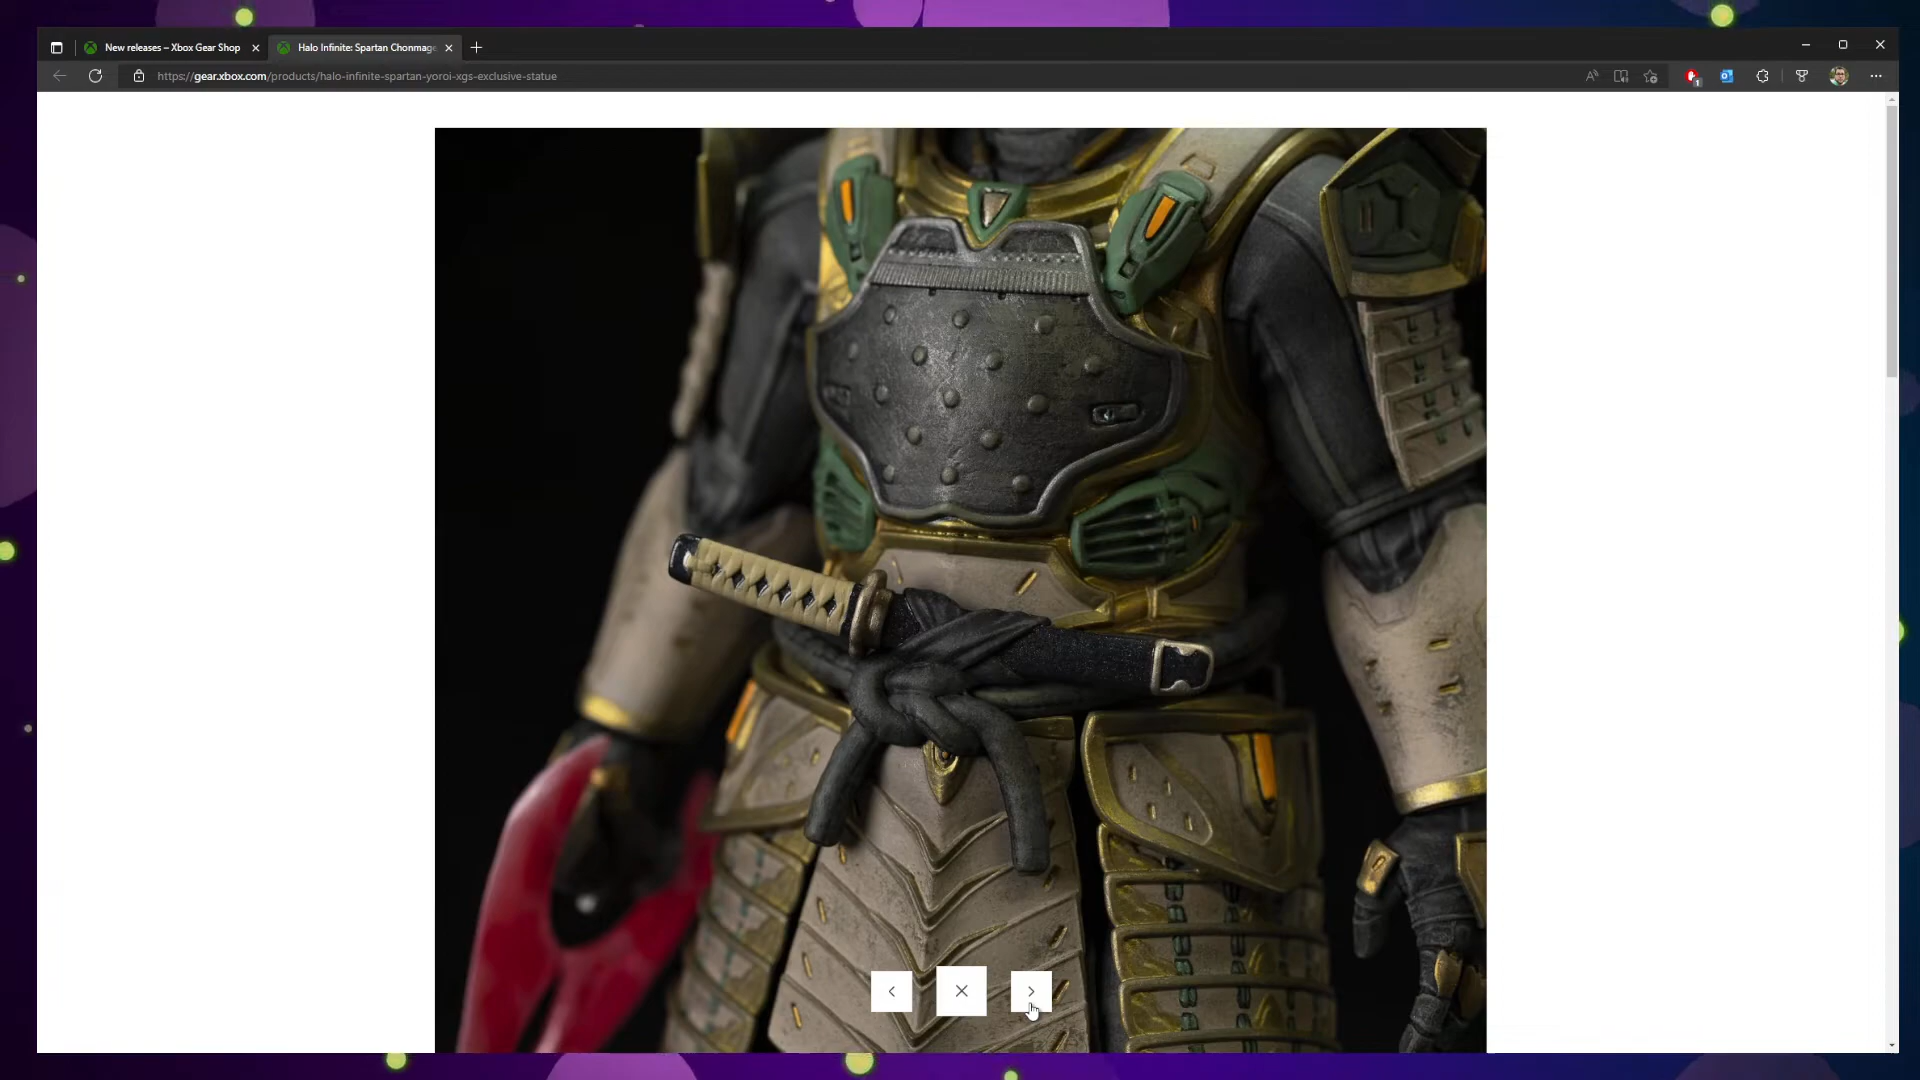 New releases – Xbox Gear Shop
Halo Infinite: Spartan Chonmage
https://gear.xbox.com/products/halo-infinite-spartan-yoroi-xgs-exclusive-statue
1